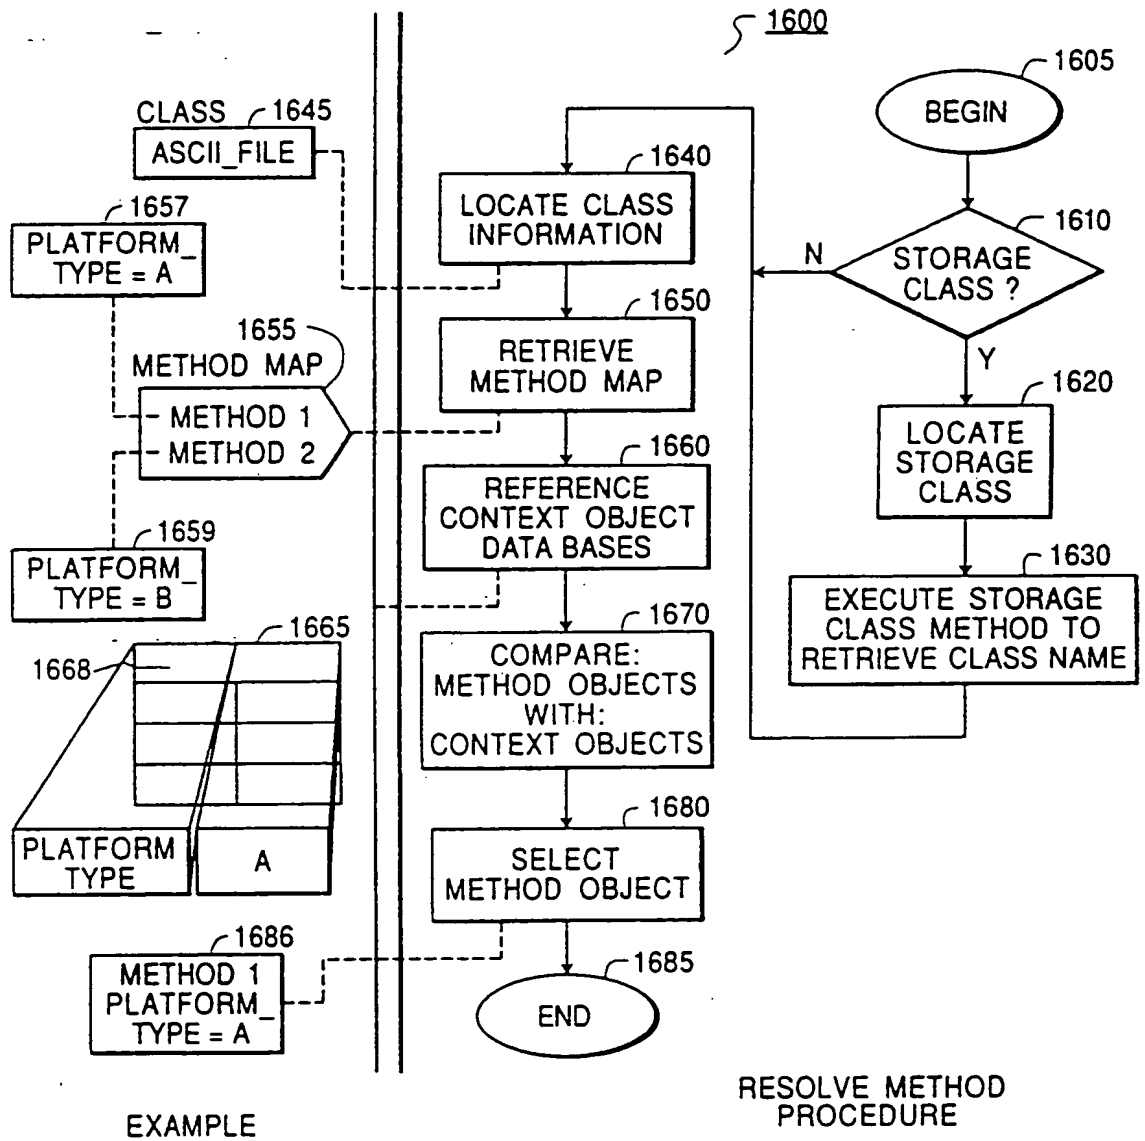 1600
1605
BEGIN
1610
STORAGE
CLASS ?
N
Y
1620
LOCATE
STORAGE
CLASS
1630
EXECUTE STORAGE
CLASS METHOD TO
RETRIEVE CLASS NAME
1640
LOCATE CLASS
INFORMATION
1650
RETRIEVE
METHOD MAP
1660
REFERENCE
CONTEXT OBJECT
DATA BASES
1670
COMPARE:
METHOD OBJECTS
WITH:
CONTEXT OBJECTS
1680
SELECT
METHOD OBJECT
1685
END
RESOLVE METHOD
PROCEDURE
CLASS
1645
ASCII_FILE
1657
PLATFORM_
TYPE = A
1655
METHOD MAP
METHOD 1
METHOD 2
1659
PLATFORM_
TYPE = B
1665
1668
PLATFORM
TYPE
A
1686
METHOD 1
PLATFORM_
TYPE = A
EXAMPLE